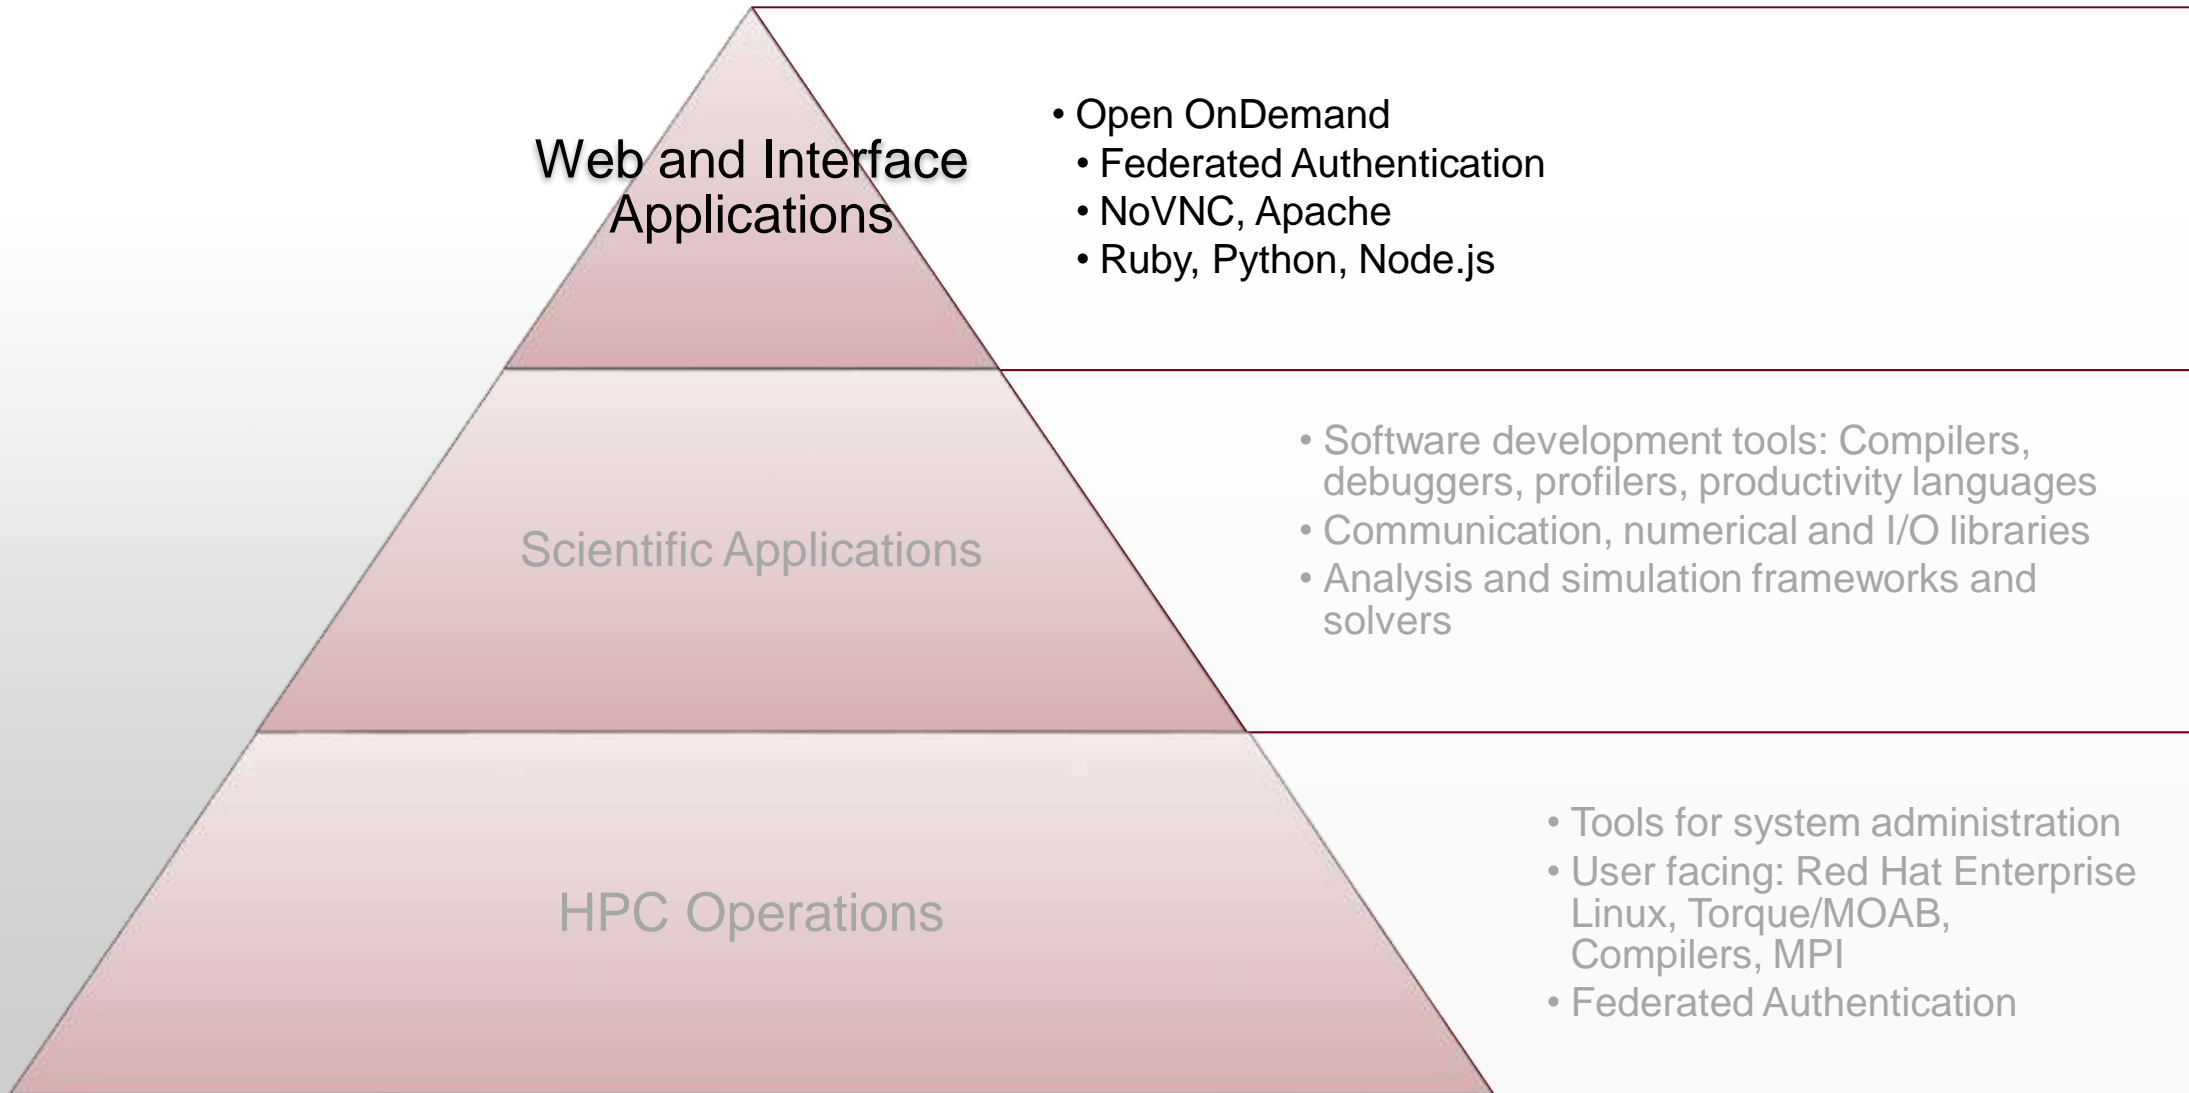 Web and Interface
Applications
• Open OnDemand
• Federated Authentication
• NoVNC, Apache
• Ruby, Python, Node.js
Scientific Applications
• Software development tools: Compilers,
debuggers, profilers, productivity languages
• Communication, numerical and I/O libraries
• Analysis and simulation frameworks and
solvers
HPC Operations
• Tools for system administration
• User facing: Red Hat Enterprise
Linux, Torque/MOAB,
Compilers, MPI
• Federated Authentication